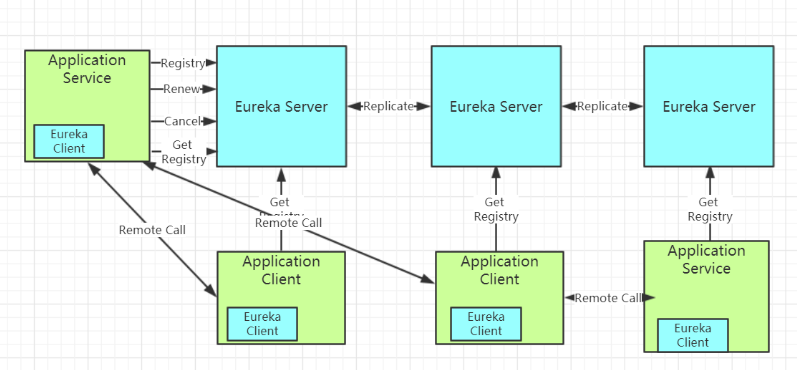 Application
Service
Eureka
Client
Registry
Renew
Cancel
Get
Registry
Eureka Server
Replicate
Eureka Server
Replicate
Eureka Server
Remote Call
Get
Registry
Remote Call
Get
Registry
Get
Registry
Application
Client
Eureka
Client
Application
Client
Eureka
Client
Remote Call
Application
Service
Eureka
Client